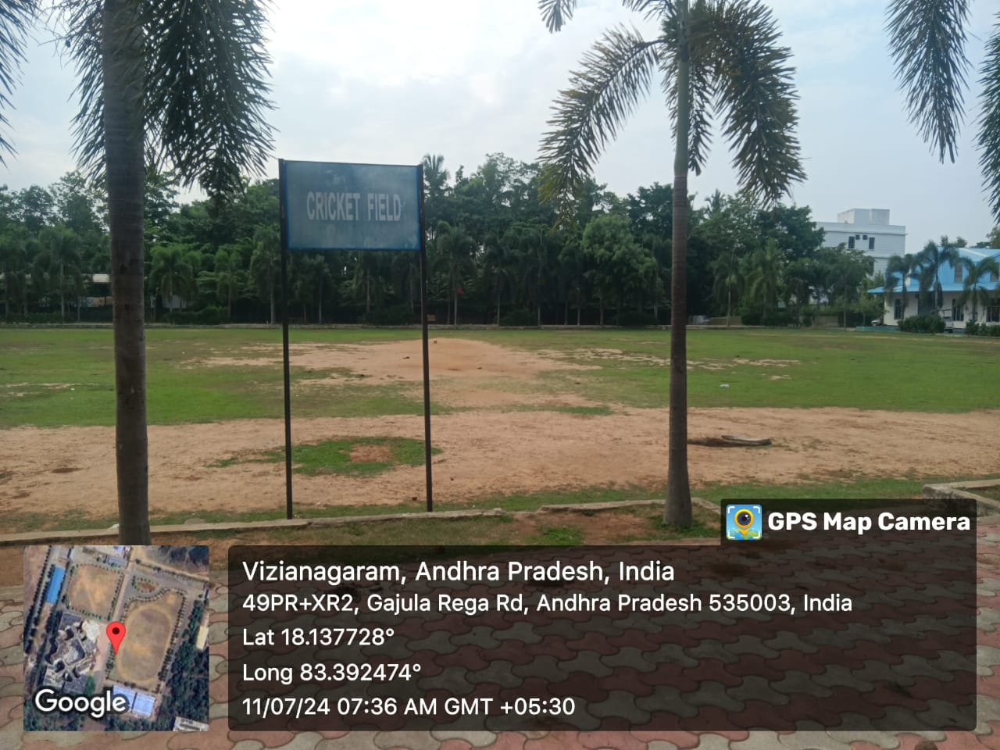 CRICKET FIELD
GPS Map Camera
Vizianagaram, Andhra Pradesh, India
49PR+XR2, Gajula Rega Rd, Andhra Pradesh 535003, India
Lat 18.137728°
Long 83.392474°
11/07/24 07:36 AM GMT +05:30
Google